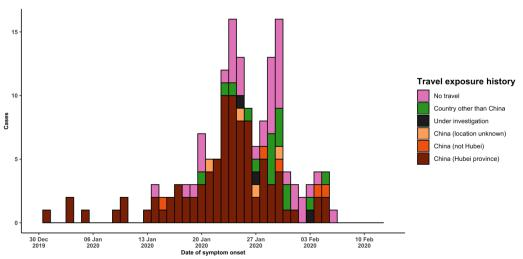 Cases
15
10
5
0
30 Dec 2019
06 Jan 2020
13 Jan 2020
20 Jan 2020
27 Jan 2020
03 Feb 2020
10 Feb 2020
Date of symptom onset
Travel exposure history
No travel
Country other than China
Under investigation
China (location unknown)
China (not Hubei)
China (Hubei province)